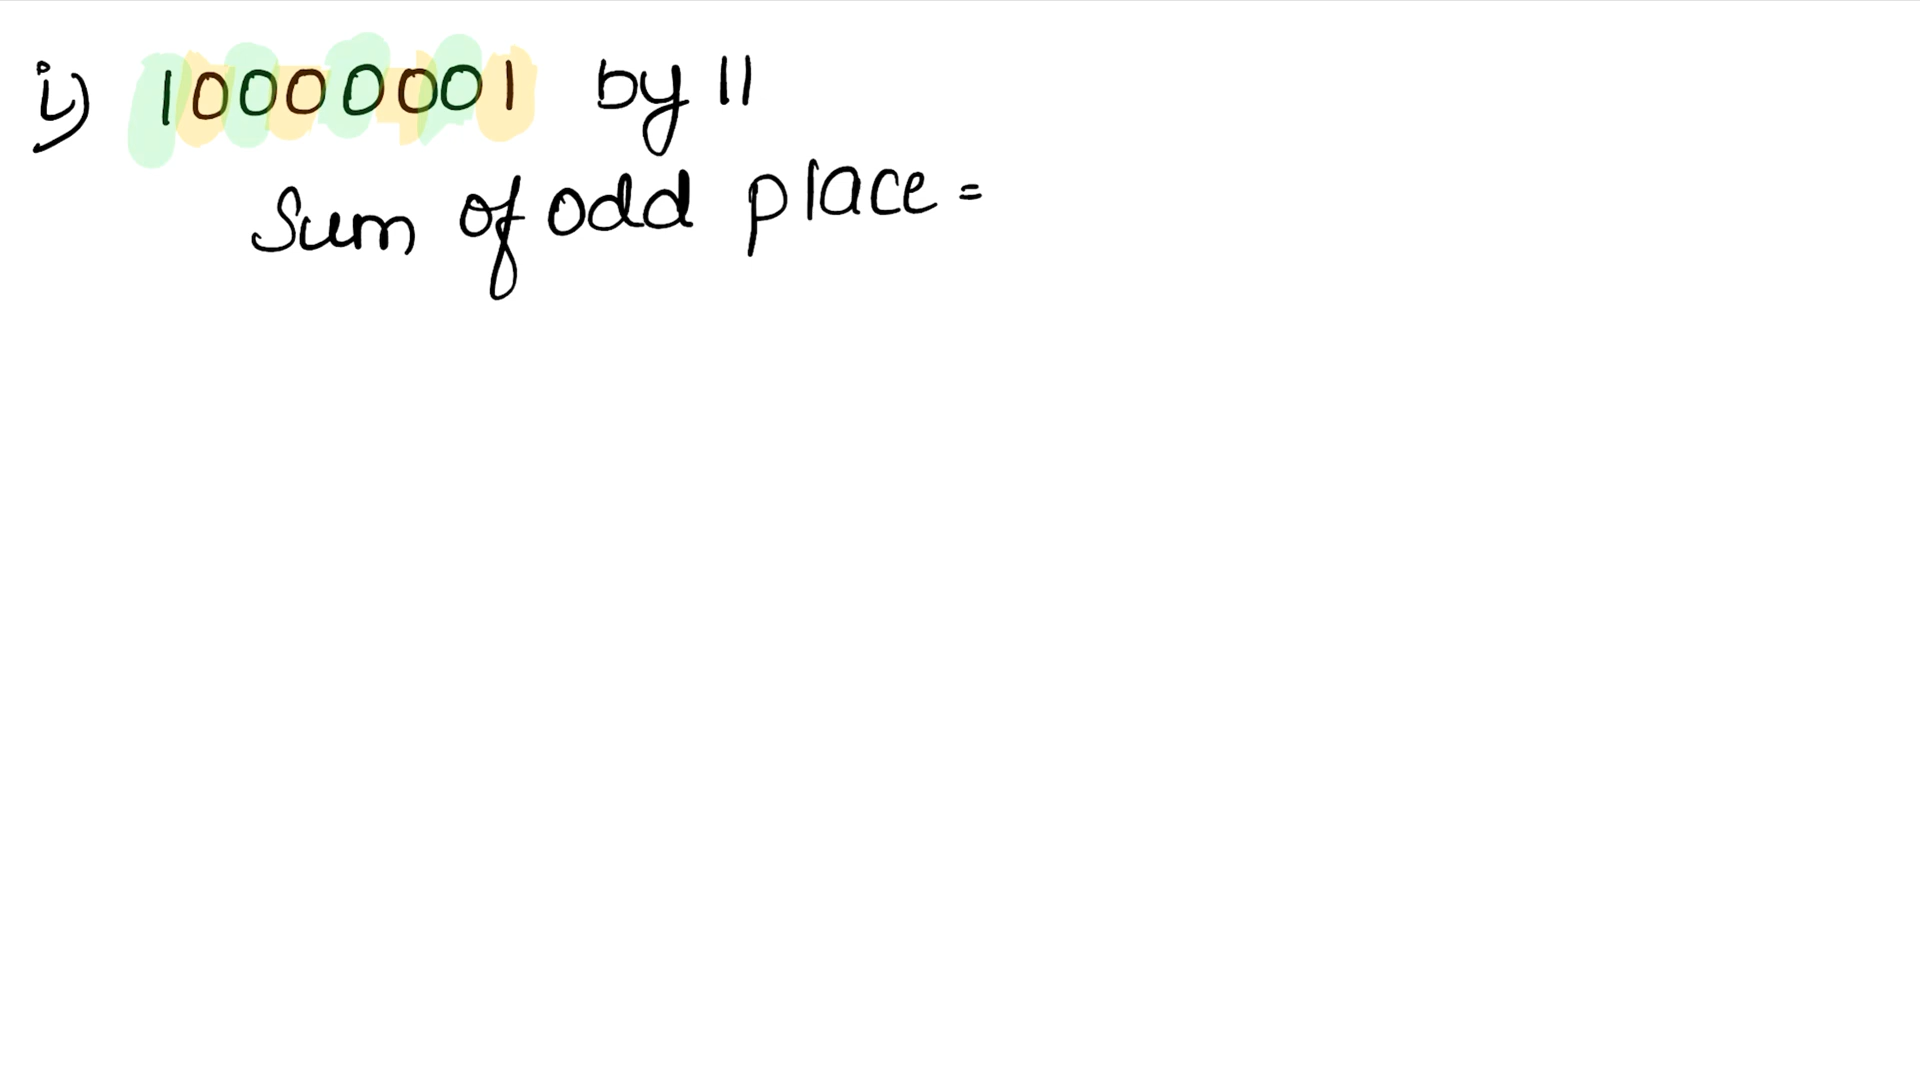 i) 10000001 by 11
Sum of odd place =